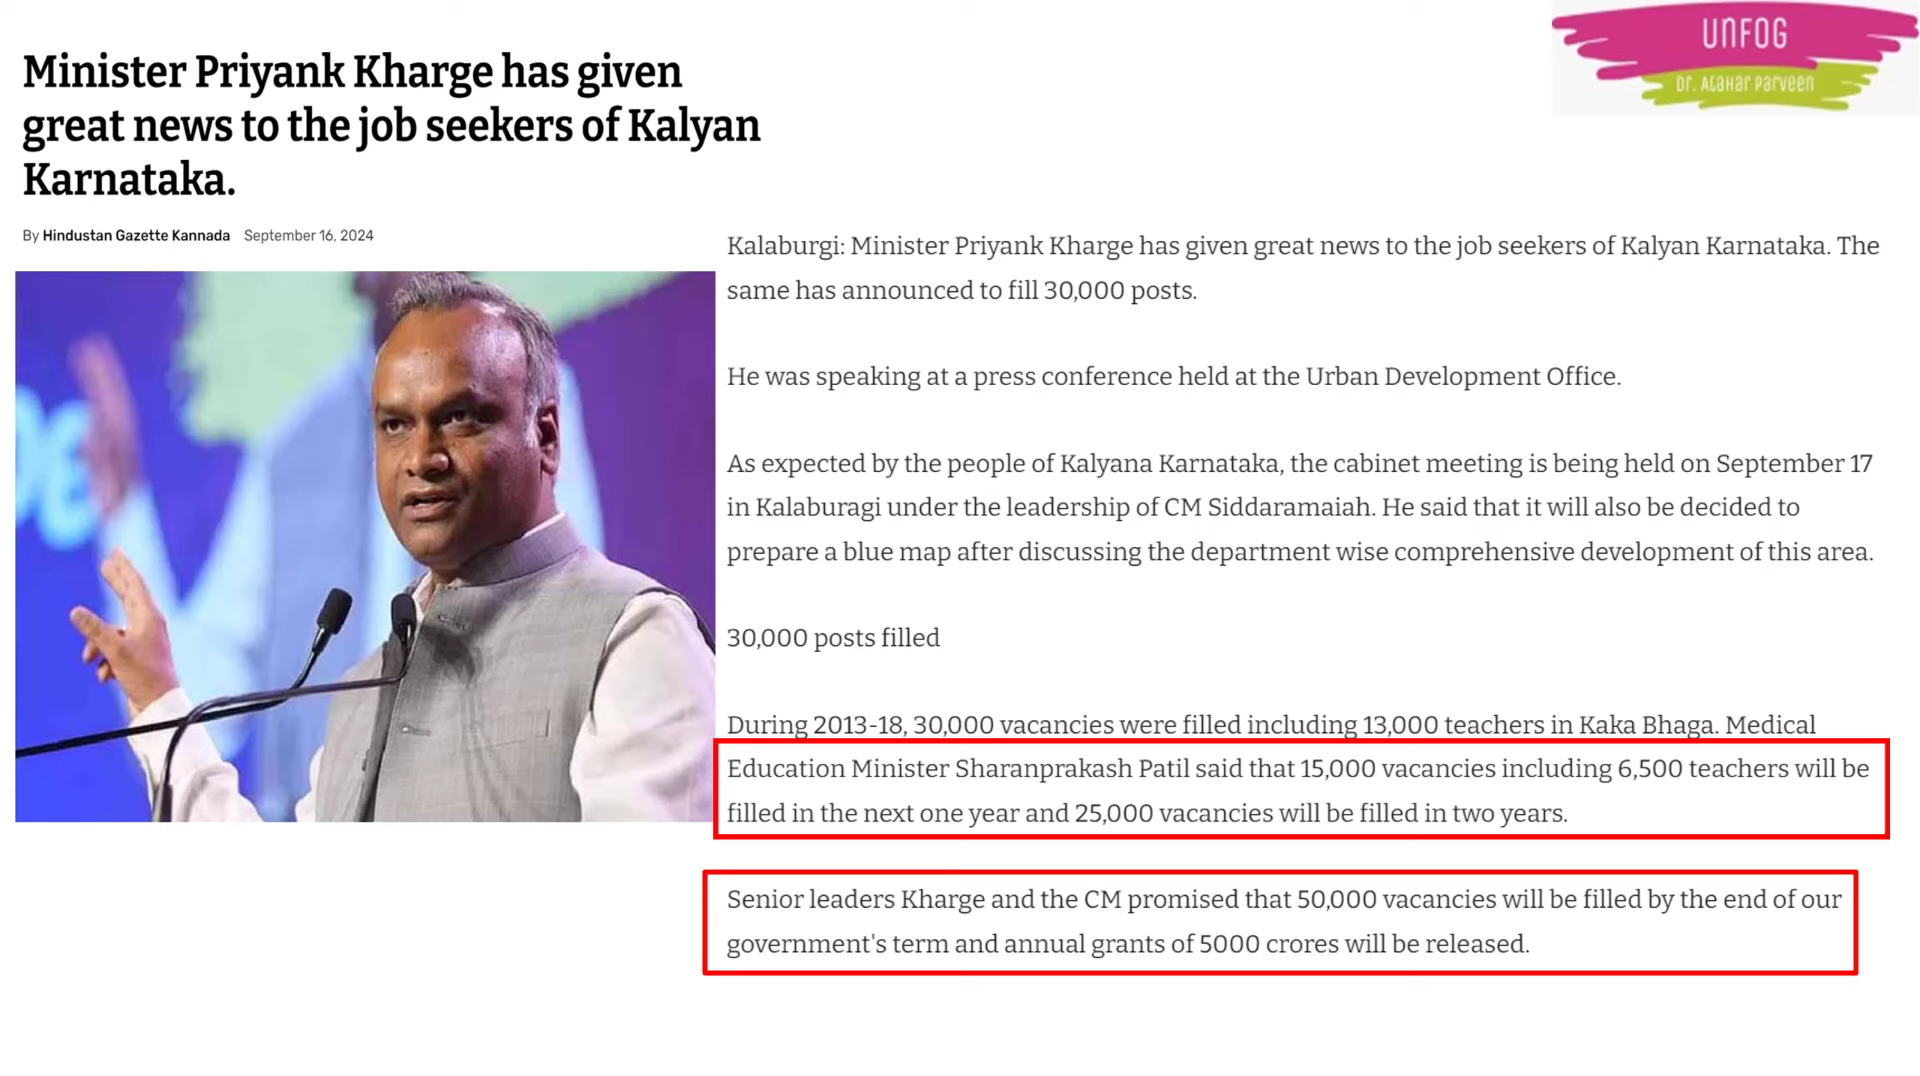 UNFOG
Dr. Atahar Parveen
Minister Priyank Kharge has given
great news to the job seekers of Kalyan
Karnataka.
By Hindustan Gazette Kannada September 16, 2024
Kalaburgi: Minister Priyank Kharge has given great news to the job seekers of Kalyan Karnataka. The
same has announced to fill 30,000 posts.
He was speaking at a press conference held at the Urban Development Office.
As expected by the people of Kalyana Karnataka, the cabinet meeting is being held on September 17
in Kalaburagi under the leadership of CM Siddaramaiah. He said that it will also be decided to
prepare a blue map after discussing the department wise comprehensive development of this area.
30,000 posts filled
During 2013-18, 30,000 vacancies were filled including 13,000 teachers in Kaka Bhaga. Medical
Education Minister Sharanprakash Patil said that 15,000 vacancies including 6,500 teachers will be
filled in the next one year and 25,000 vacancies will be filled in two years.
Senior leaders Kharge and the CM promised that 50,000 vacancies will be filled by the end of our
government's term and annual grants of 5000 crores will be released.